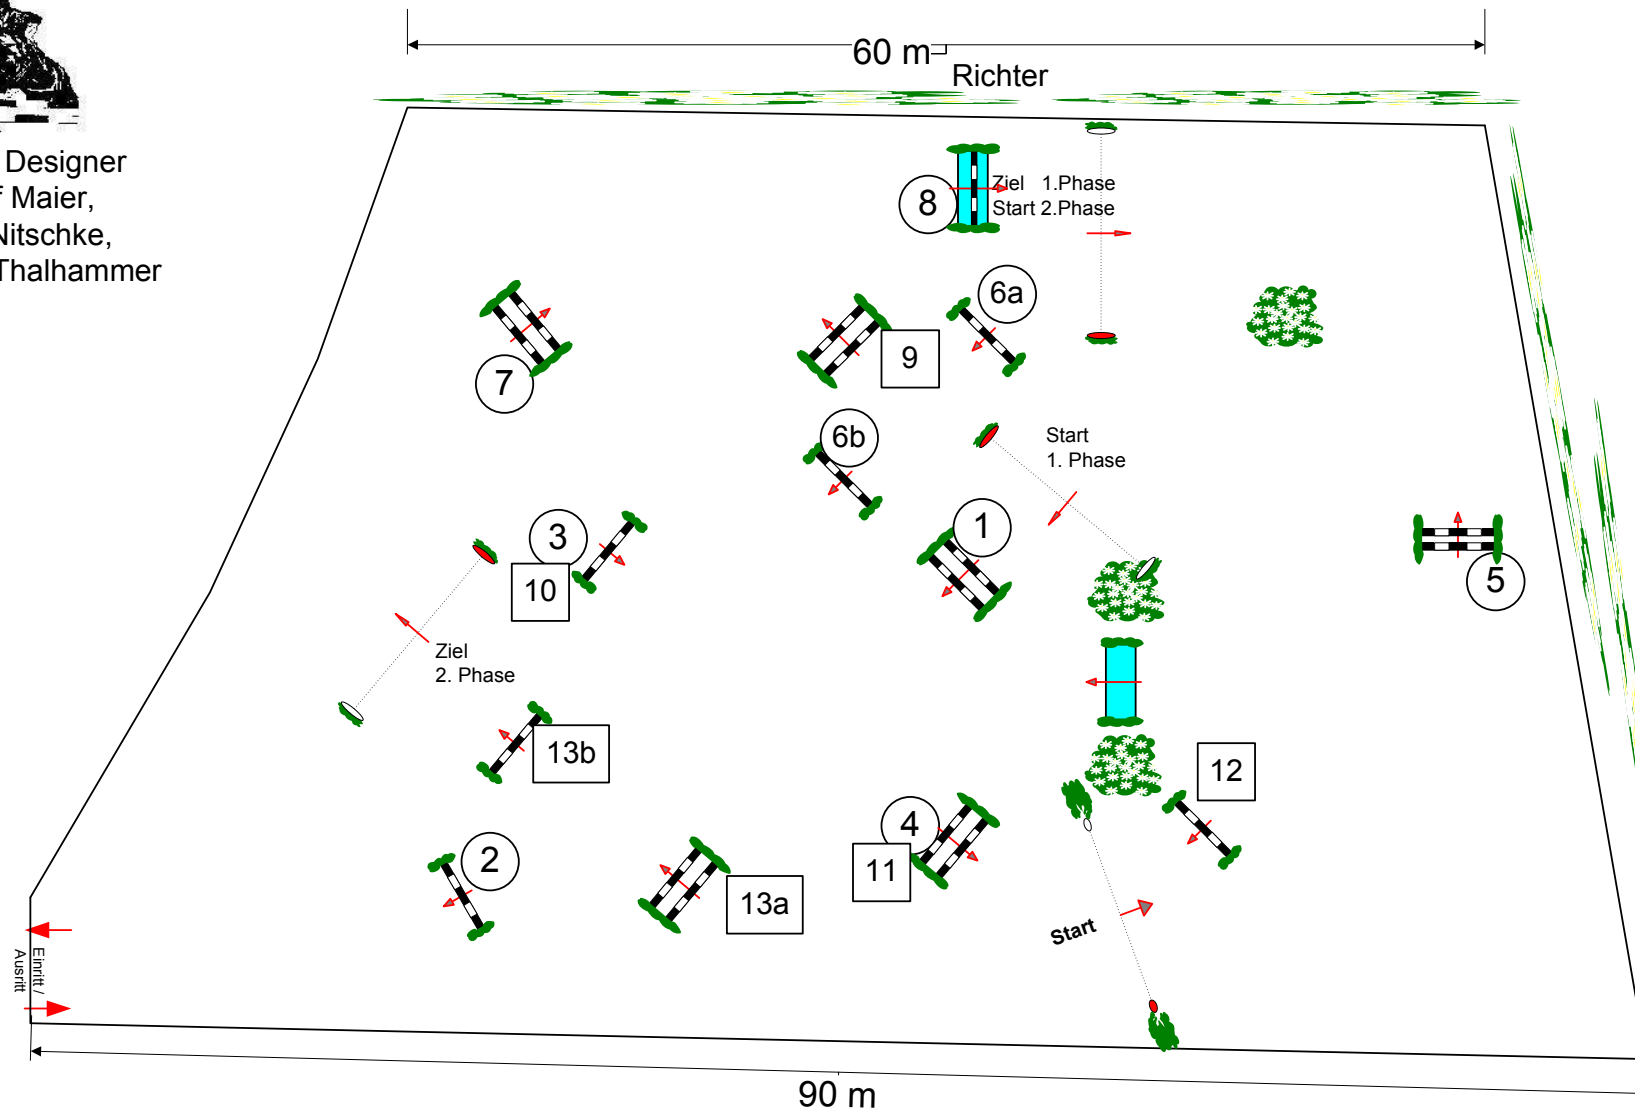 60 m
Richter
Designer
Maier,
Nitschke,
Thalhammer
8
Ziel 1.Phase
Start 2.Phase
6a
9
7
6b
Start
1. Phase
1
3
10
5
Ziel
2. Phase
13b
12
4
11
2
13a
Start
Einritt /
Ausritt
90 m